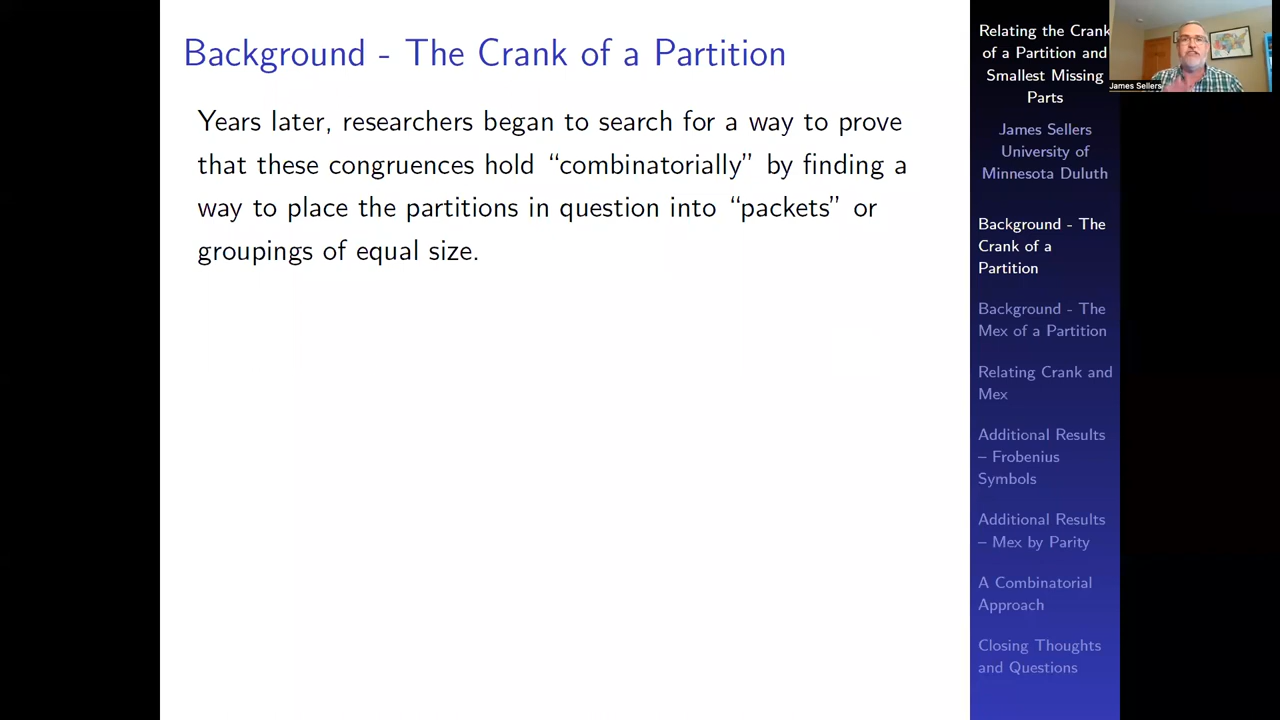 Background - The Crank of a Partition
Years later, researchers began to search for a way to prove
that these congruences hold “combinatorially” by finding a
way to place the partitions in question into “packets” or
groupings of equal size.
Relating the Crank
of a Partition and
Smallest Missing
Parts
James Sellers
University of
Minnesota Duluth
Background - The
Crank of a
Partition
Background - The
Mex of a Partition
Relating Crank and
Mex
Additional Results
– Frobenius
Symbols
Additional Results
– Mex by Parity
A Combinatorial
Approach
Closing Thoughts
and Questions
James Sellers